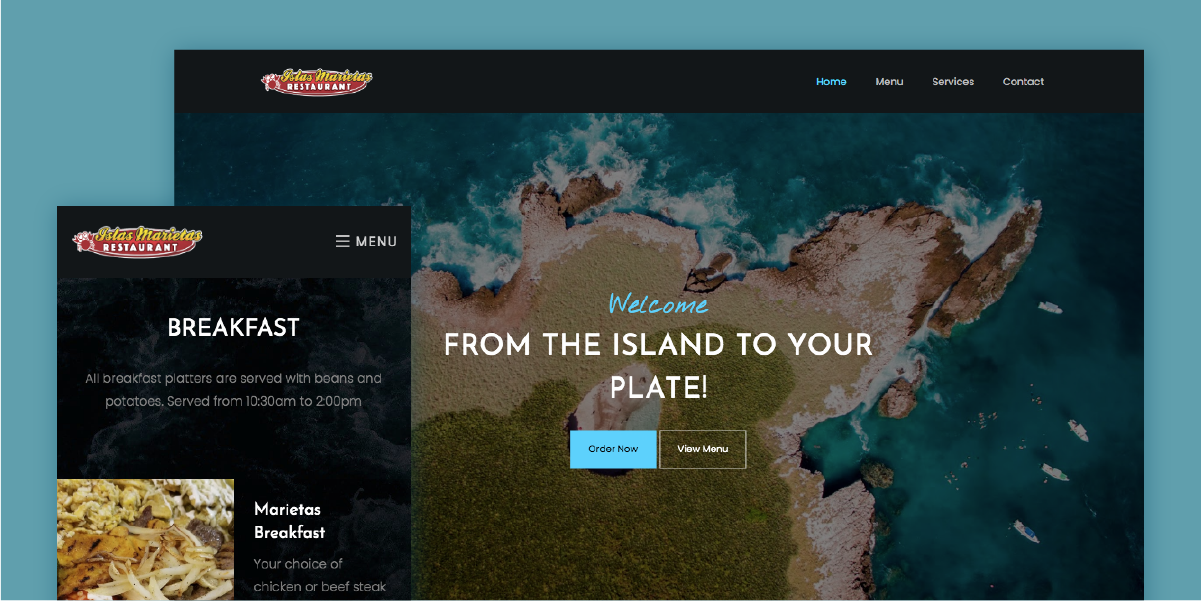 Islas Marietas
RESTAURANT
Home Menu Services Contact
Welcome
FROM THE ISLAND TO YOUR
PLATE!
Order Now View Menu
Islas Marietas
RESTAURANT
MENU
BREAKFAST
All breakfast platters are served with beans and
potatoes. Served from 10:30am to 2:00pm
Marietas
Breakfast
Your choice of
chicken or beef steak